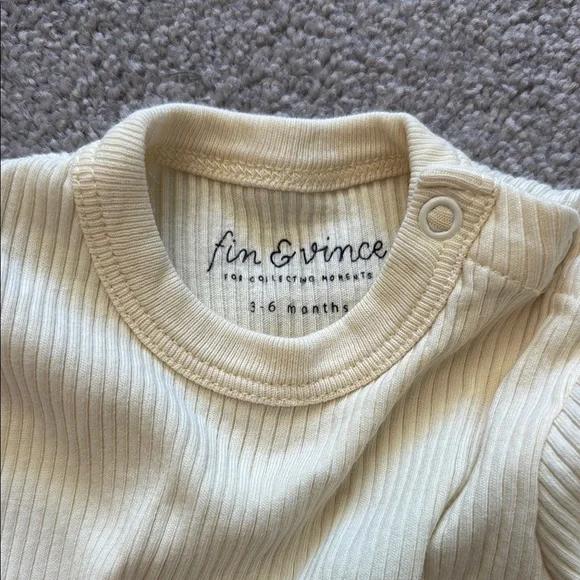 fin & vince
FOR COLLECTING MOMENTS
3-6 months